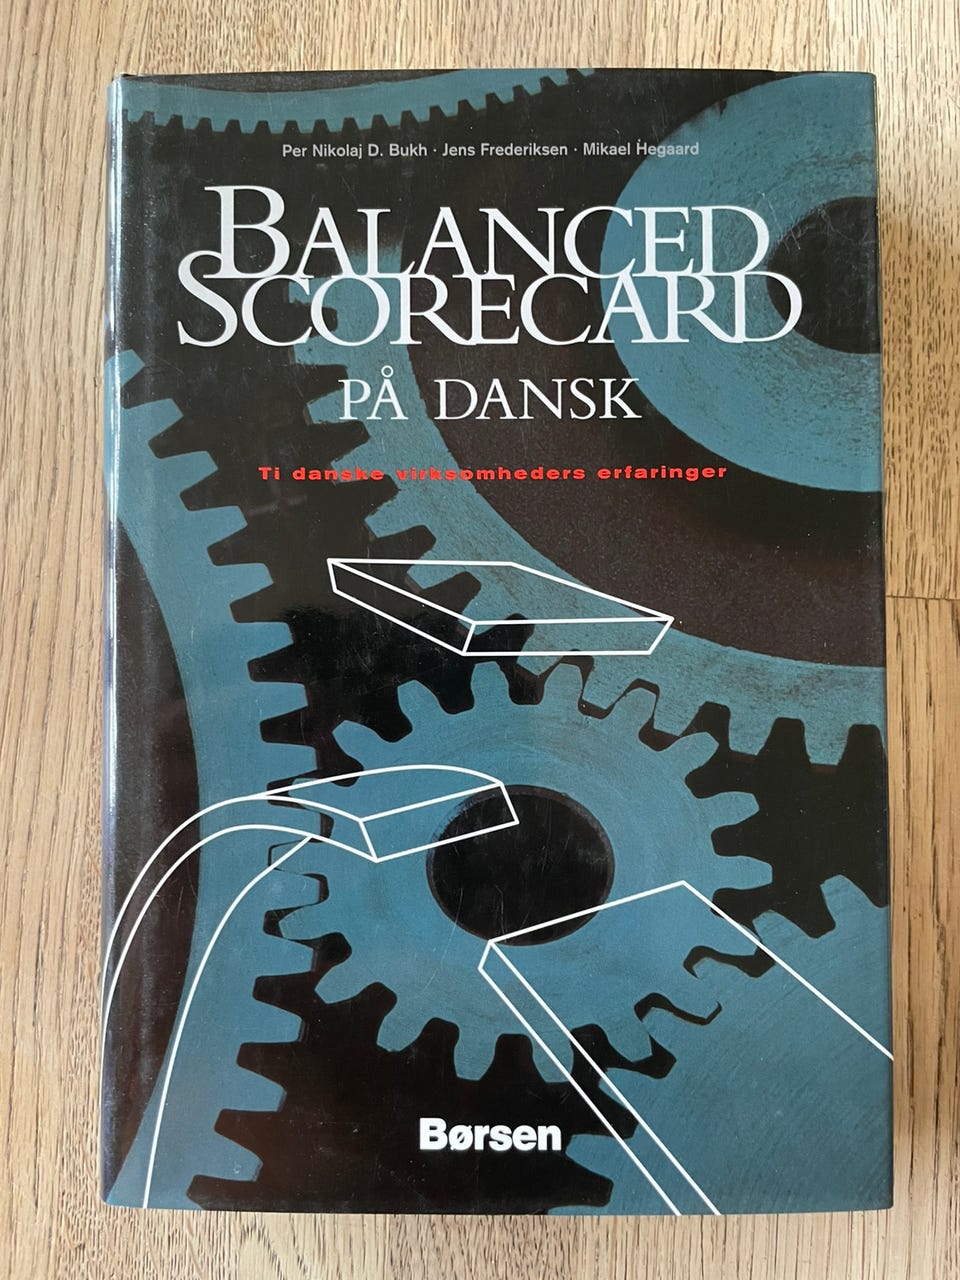 Per Nikolaj D. Bukh · Jens Frederiksen · Mikael Hegaard
BALANCED
SCORECARD
PÅ DANSK
Ti danske virksomheders erfaringer
Børsen